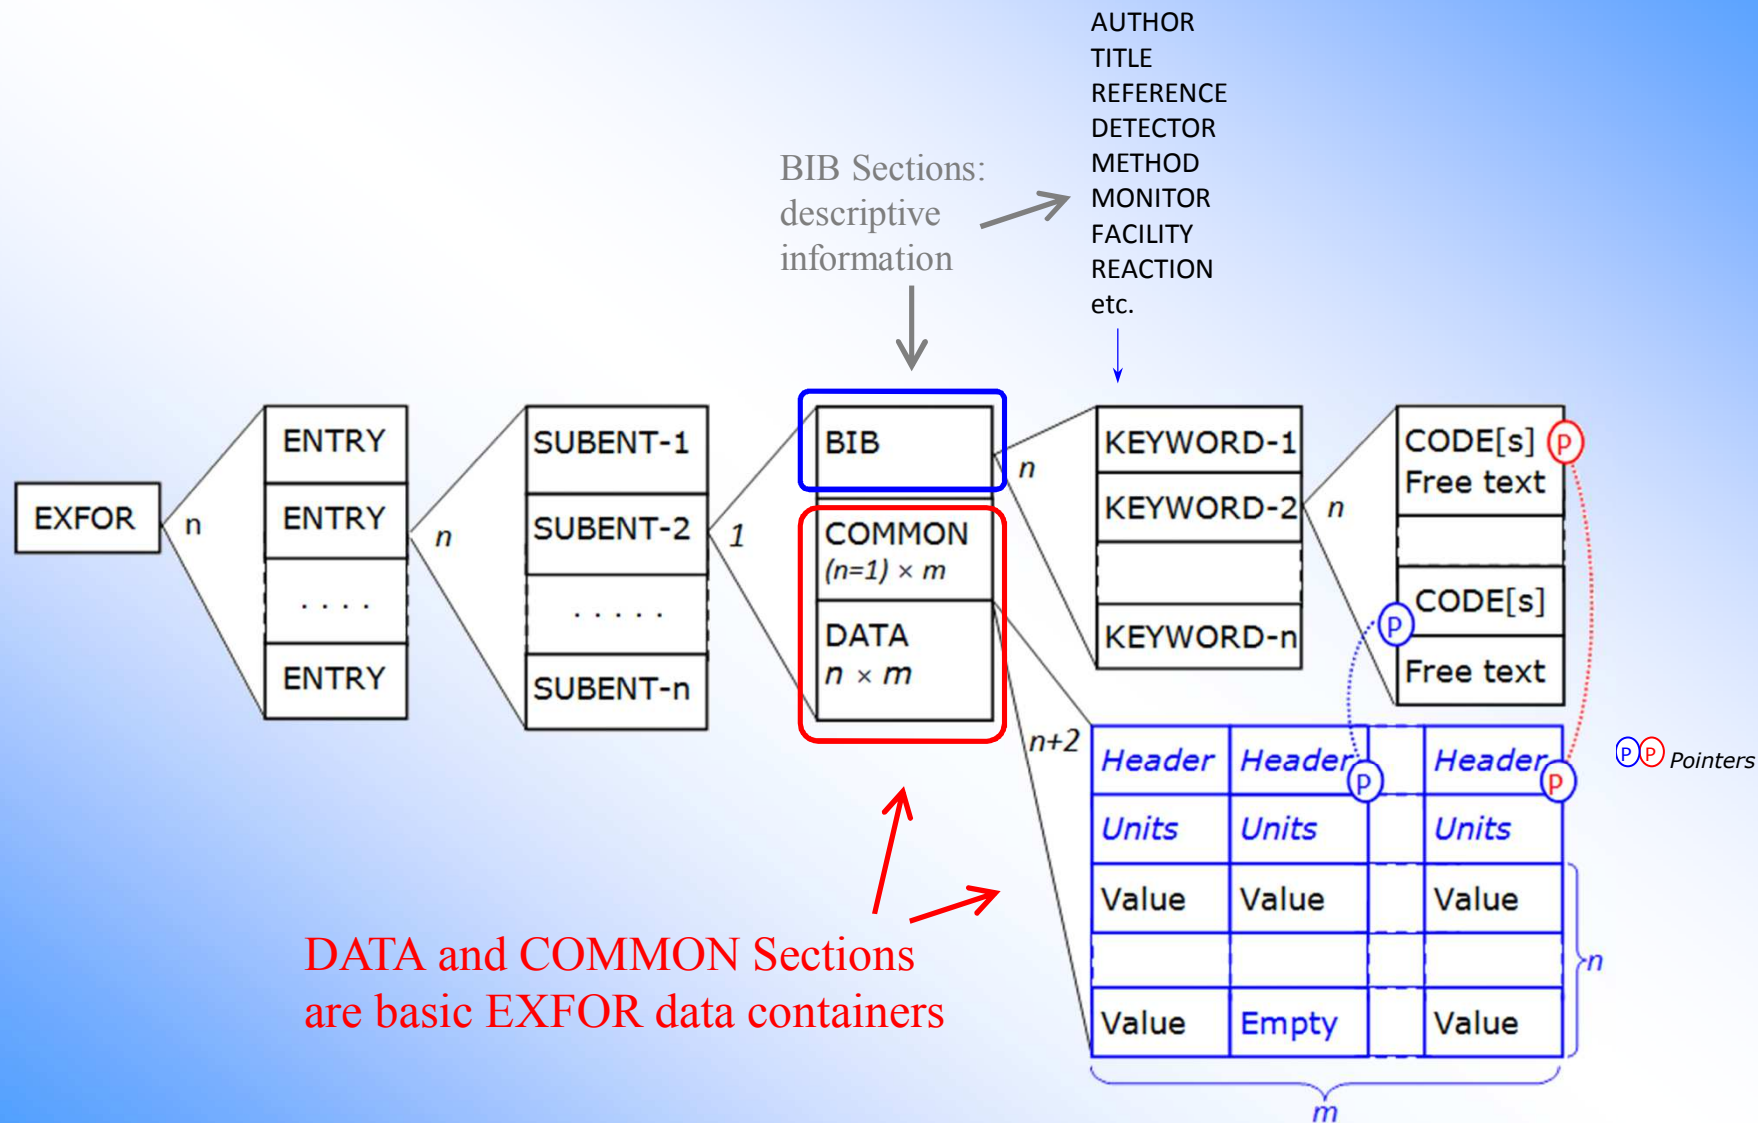 AUTHOR
TITLE
REFERENCE
DETECTOR
METHOD
MONITOR
FACILITY
REACTION
etc.
BIB Sections:
descriptive
information
EXFOR
n
ENTRY
ENTRY
. . . .
ENTRY
n
SUBENT-1
SUBENT-2
. . . . .
SUBENT-n
1
BIB
COMMON
(n=1) × m
DATA
n × m
n
KEYWORD-1
KEYWORD-2
KEYWORD-n
n
CODE[s] P
Free text
P CODE[s]
Free text
n+2
Header Header P Header P
Units Units Units
Value Value Value
Value Empty Value
n
m
P P Pointers
DATA and COMMON Sections
are basic EXFOR data containers